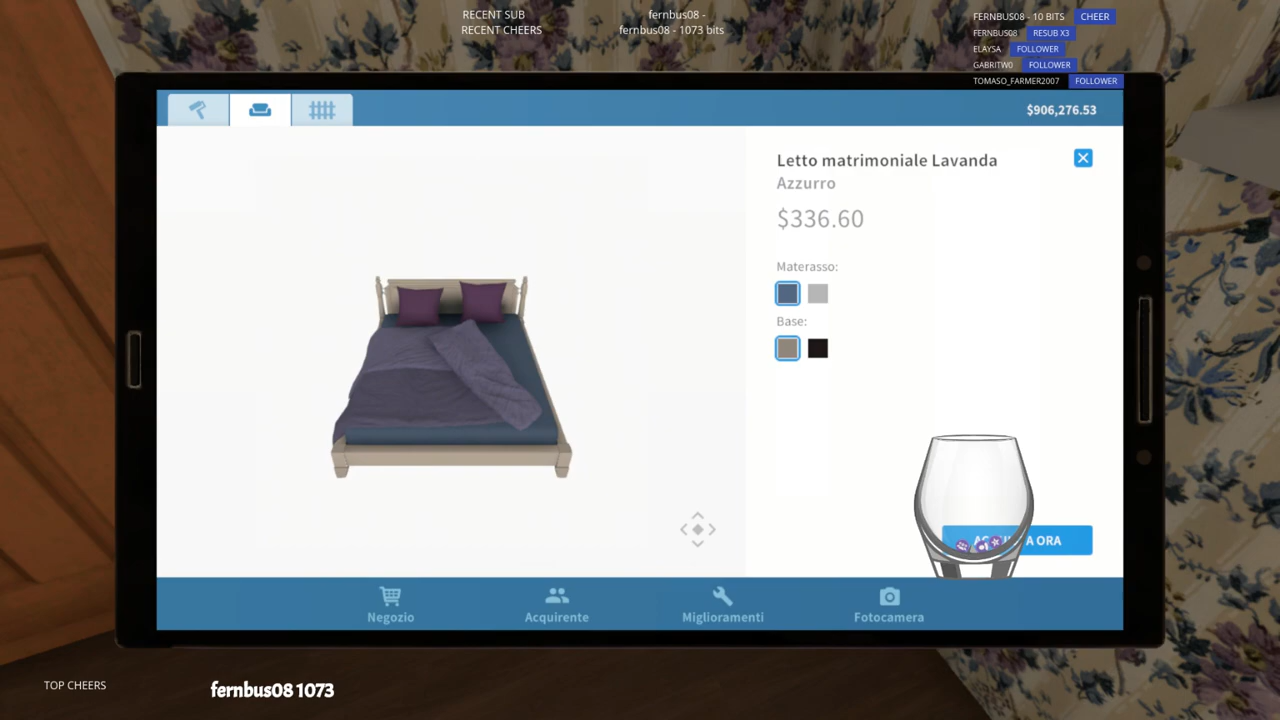 RECENT SUB
fernbus08 -
RECENT CHEERS
fernbus08 - 1073 bits
FERNBUS08 - 10 BITS CHEER
FERNBUS08 RESUB X3
ELAYSA FOLLOWER
GABRITW0 FOLLOWER
TOMASO_FARMER2007 FOLLOWER
$906,276.53
Letto matrimoniale Lavanda
Azzurro
$336.60
Materasso:
Base:
ORA
Negozio
Acquirente
Miglioramenti
Fotocamera
TOP CHEERS
fernbus08 1073